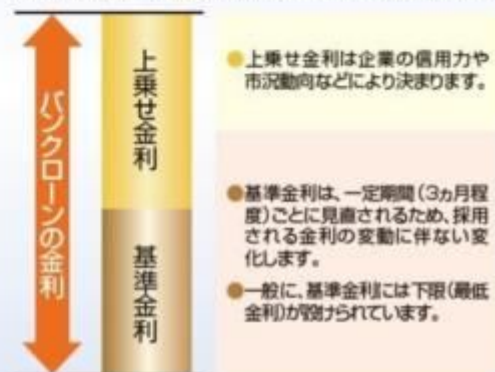 バンクローンの金利
上乗せ金利
基準金利
●上乗せ金利は企業の信用力や
市況動向などにより決まります。
●基準金利は、一定期間(3ヵ月程
度)ごとに見直されるため、採用
される金利の変動に伴ない変
化します。
●一般に、基準金利には下限(最低
金利)が設けられています。